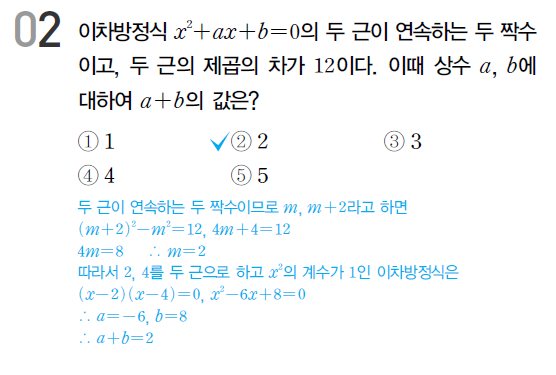 02 이차방정식 x²+ax+b=0의 두 근이 연속하는 두 짝수
이고, 두 근의 제곱의 차가 12이다. 이때 상수 a, b에
대하여 a+b의 값은?
① 1 ② 2 ③ 3
④ 4 ⑤ 5
두 근이 연속하는 두 짝수이므로 m, m+2라고 하면
(m+2)²-m²=12, 4m+4=12
4m=8 ∴ m=2
따라서 2, 4를 두 근으로 하고 x²의 계수가 1인 이차방정식은
(x-2)(x-4)=0, x²-6x+8=0
∴ a=-6, b=8
∴ a+b=2